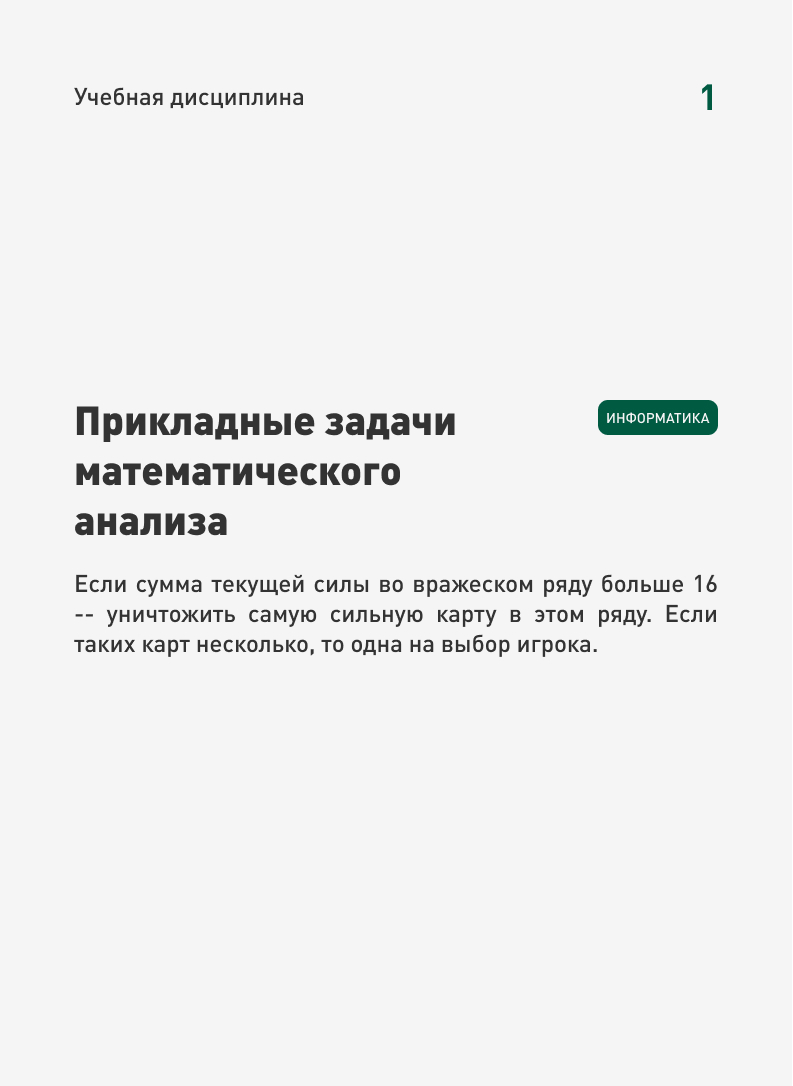 Учебная дисциплина
1
Прикладные задачи
математического
анализа
ИНФОРМАТИКА
Если сумма текущей силы во вражеском ряду больше 16
-- уничтожить самую сильную карту в этом ряду. Если
таких карт несколько, то одна на выбор игрока.